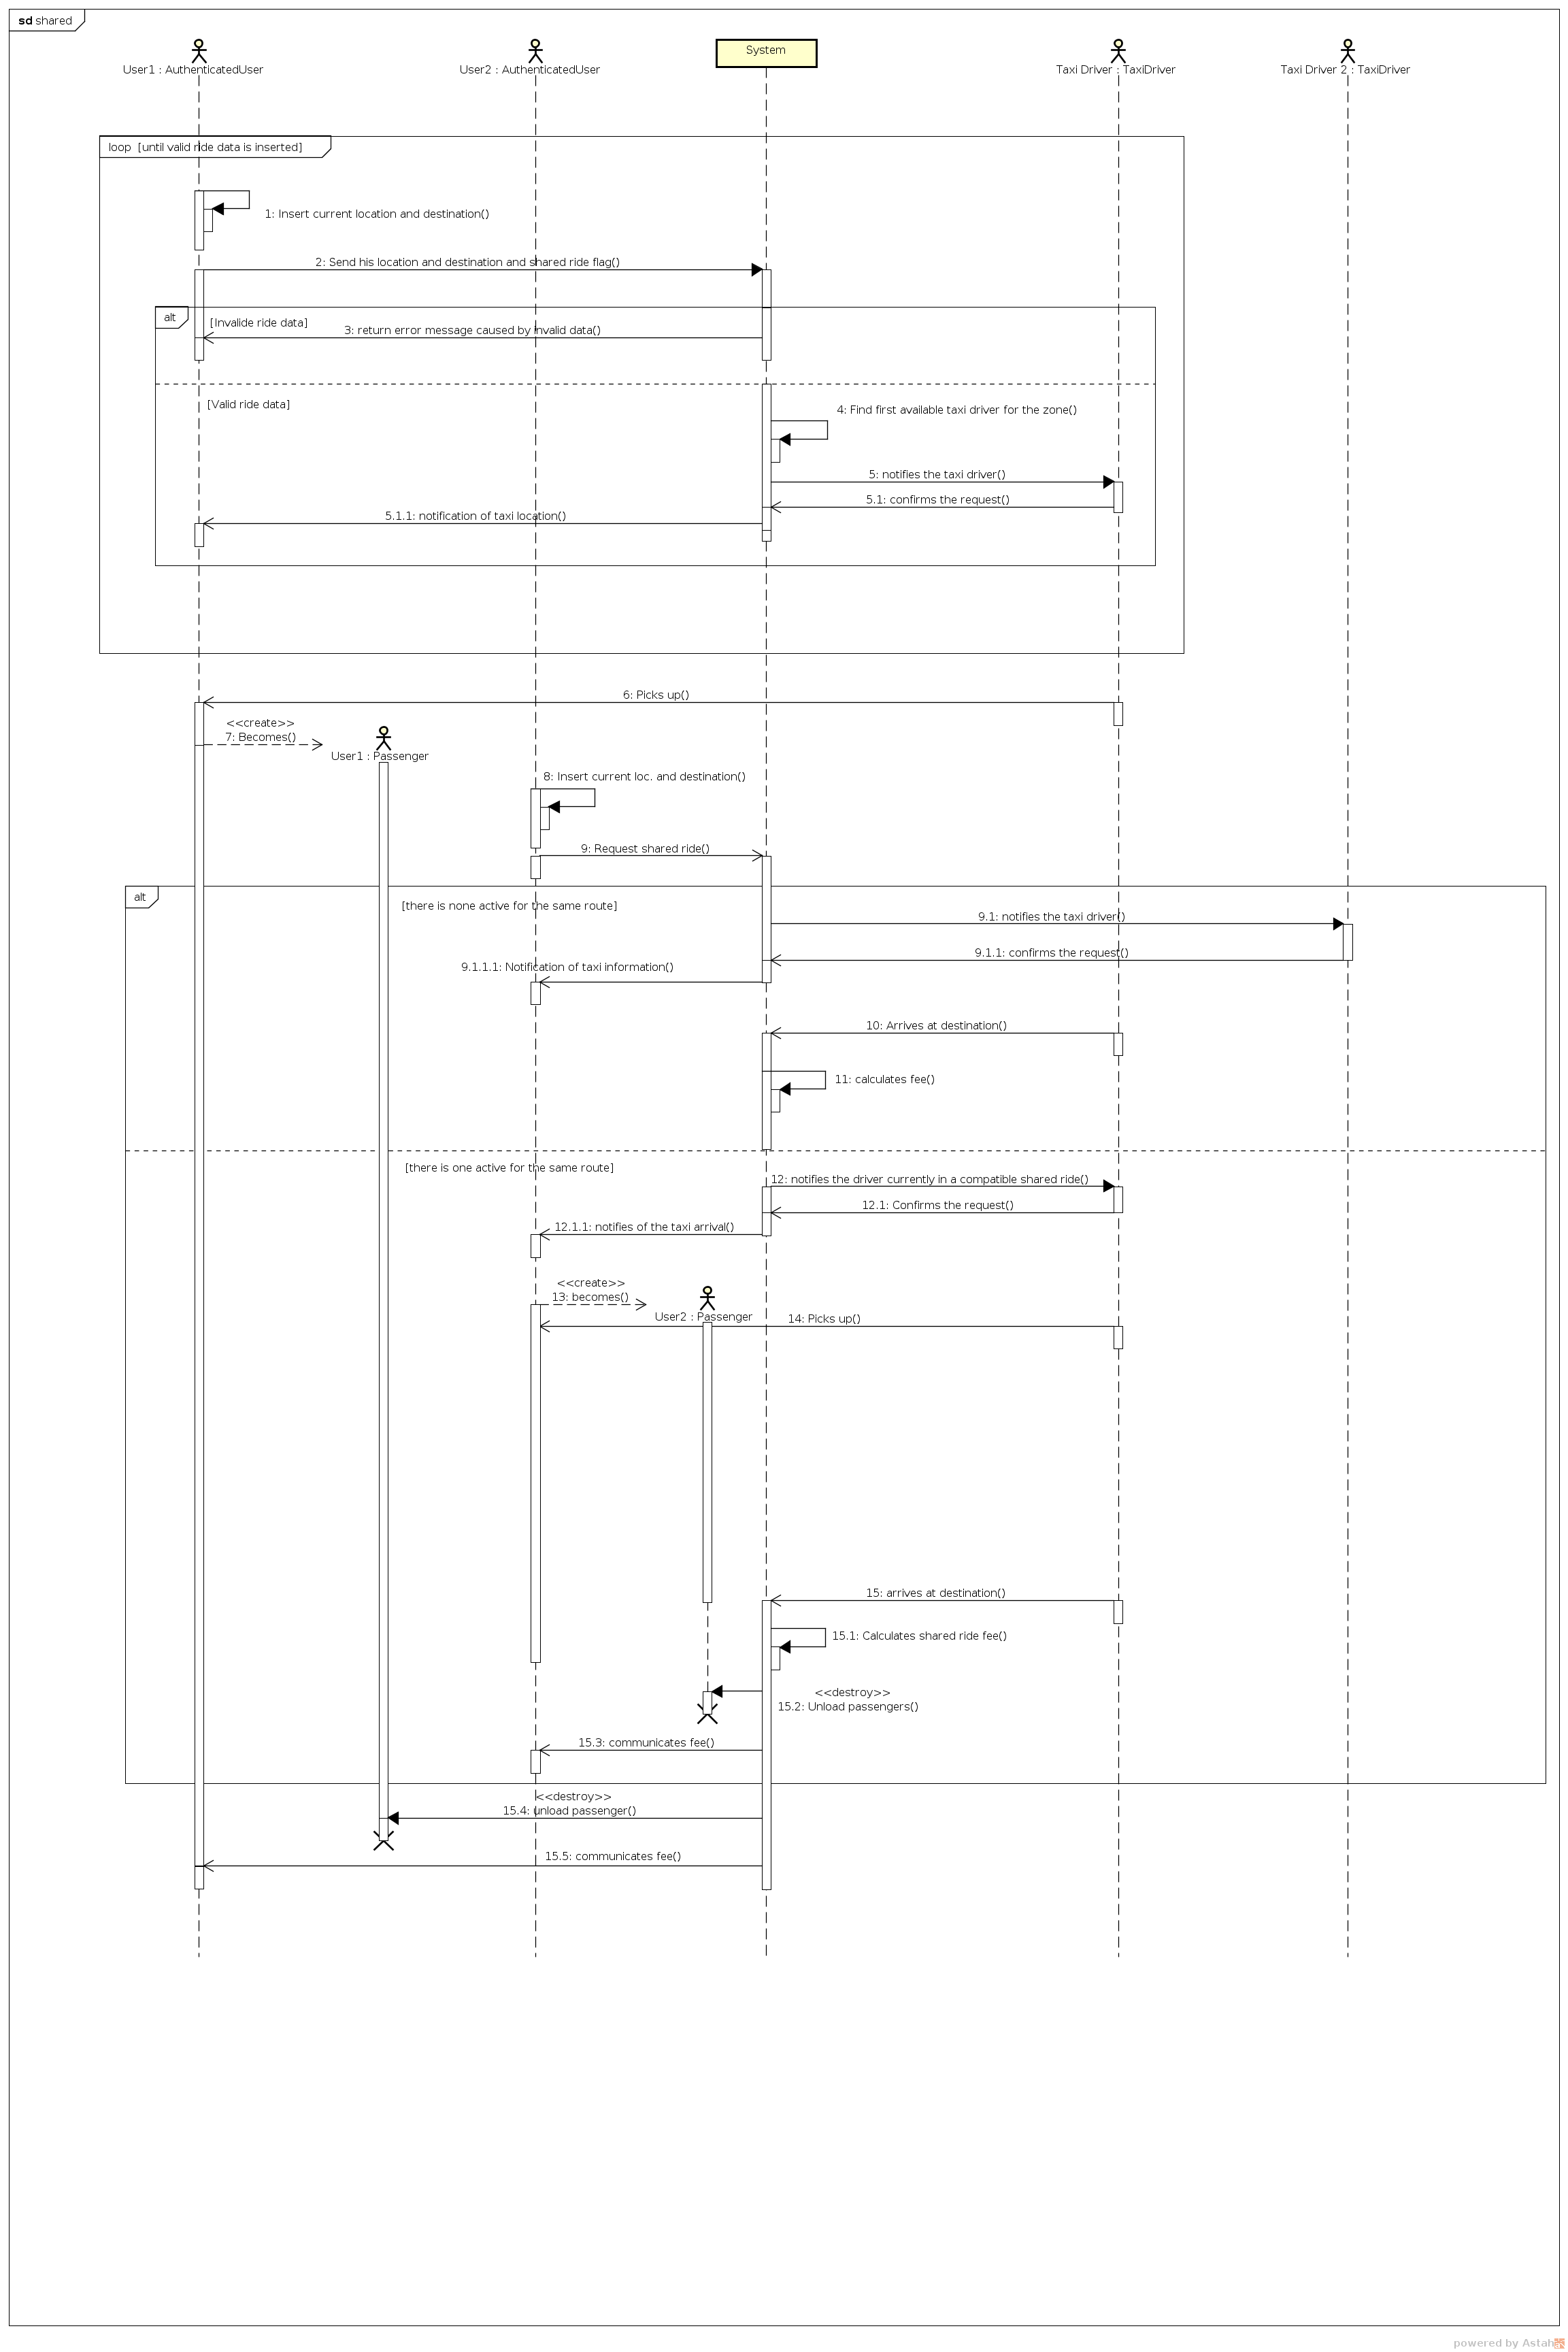 sd shared
User1 : AuthenticatedUser
User2 : AuthenticatedUser
System
Taxi Driver : TaxiDriver
Taxi Driver 2 : TaxiDriver
loop [until valid ride data is inserted]
1: Insert current location and destination()
2: Send his location and destination and shared ride flag()
alt
[Invalide ride data]
3: return error message caused by invalid data()
[Valid ride data]
4: Find first available taxi driver for the zone()
5: notifies the taxi driver()
5.1: confirms the request()
5.1.1: notification of taxi location()
6: Picks up()
<<create>>
7: Becomes()
User1 : Passenger
8: Insert current loc. and destination()
9: Request shared ride()
alt
[there is none active for the same route]
9.1: notifies the taxi driver()
9.1.1: confirms the request()
9.1.1.1: Notification of taxi information()
10: Arrives at destination()
11: calculates fee()
[there is one active for the same route]
12: notifies the driver currently in a compatible shared ride()
12.1: Confirms the request()
12.1.1: notifies of the taxi arrival()
<<create>>
13: becomes()
User2 : Passenger
14: Picks up()
15: arrives at destination()
15.1: Calculates shared ride fee()
<<destroy>>
15.2: Unload passengers()
15.3: communicates fee()
<<destroy>>
15.4: unload passenger()
15.5: communicates fee()
powered by Astah